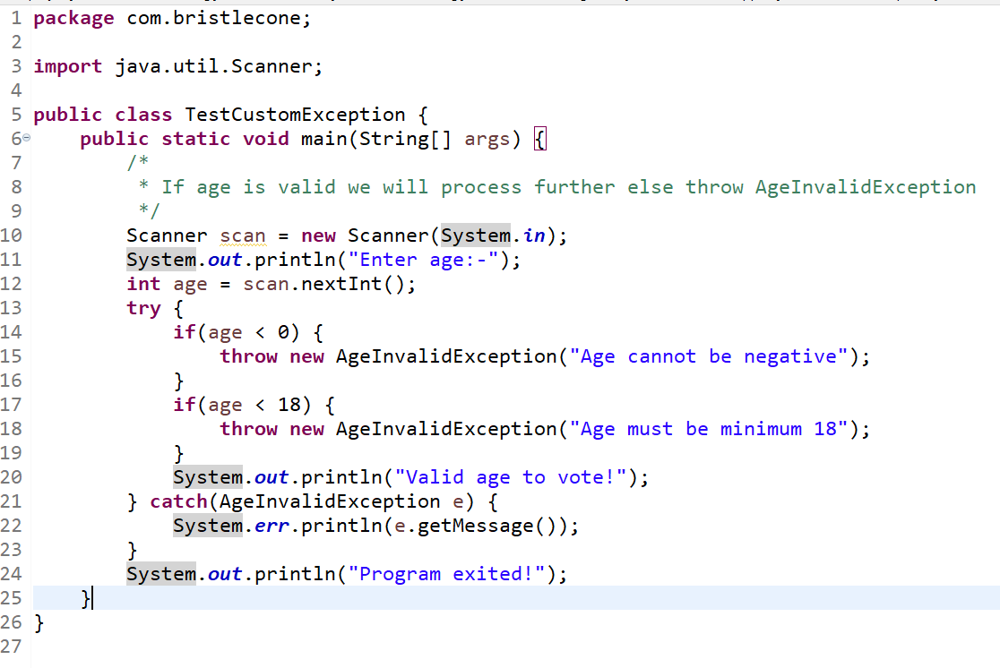 1 package com.bristlecone;
2
3 import java.util.Scanner;
4
5 public class TestCustomException {
6     public static void main(String[] args) {
7         /*
8          * If age is valid we will process further else throw AgeInvalidException
9          */
10         Scanner scan = new Scanner(System.in);
11         System.out.println("Enter age:-");
12         int age = scan.nextInt();
13         try {
14             if(age < 0) {
15                 throw new AgeInvalidException("Age cannot be negative");
16             }
17             if(age < 18) {
18                 throw new AgeInvalidException("Age must be minimum 18");
19             }
20             System.out.println("Valid age to vote!");
21         } catch(AgeInvalidException e) {
22             System.err.println(e.getMessage());
23         }
24         System.out.println("Program exited!");
25     }
26 }
27